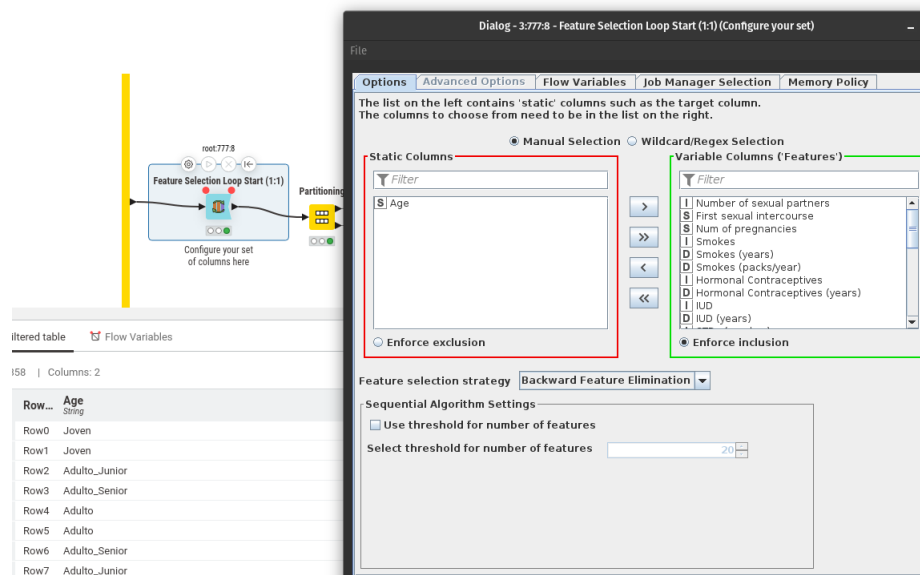 Dialog - 3:777:8 - Feature Selection Loop Start (1:1) (Configure your set)
File
Options
Advanced Options
Flow Variables
Job Manager Selection
Memory Policy
The list on the left contains 'static' columns such as the target column.
The columns to choose from need to be in the list on the right.
Manual Selection
Wildcard/Regex Selection
Static Columns
Filter
S Age
Enforce exclusion
>
»
<
«
Variable Columns ('Features')
Filter
I Number of sexual partners
S First sexual intercourse
S Num of pregnancies
I Smokes
D Smokes (years)
D Smokes (packs/year)
I Hormonal Contraceptives
D Hormonal Contraceptives (years)
I IUD
D IUD (years)
Enforce inclusion
Feature selection strategy Backward Feature Elimination
Sequential Algorithm Settings
Use threshold for number of features
Select threshold for number of features 20
root:777:8
Feature Selection Loop Start (1:1)
Configure your set
of columns here
Partitioning
iltered table
Flow Variables
358 | Columns: 2
Row... Age
String
Row0 Joven
Row1 Joven
Row2 Adulto_Junior
Row3 Adulto_Senior
Row4 Adulto
Row5 Adulto
Row6 Adulto_Senior
Row7 Adulto_Junior